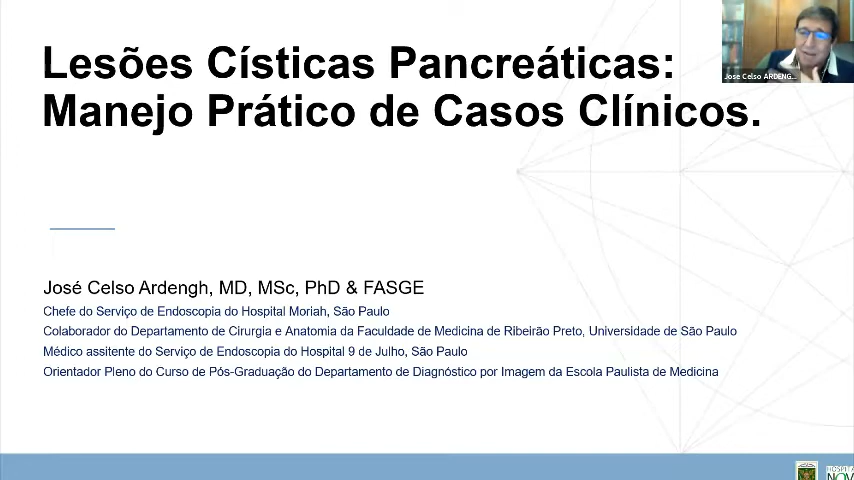 Lesões Císticas Pancreáticas:
Manejo Prático de Casos Clínicos.
Jose Celso ARDENG...
José Celso Ardengh, MD, MSc, PhD & FASGE
Chefe do Serviço de Endoscopia do Hospital Moriah, São Paulo
Colaborador do Departamento de Cirurgia e Anatomia da Faculdade de Medicina de Ribeirão Preto, Universidade de São Paulo
Médico assitente do Serviço de Endoscopia do Hospital 9 de Julho, São Paulo
Orientador Pleno do Curso de Pós-Graduação do Departamento de Diagnóstico por Imagem da Escola Paulista de Medicina